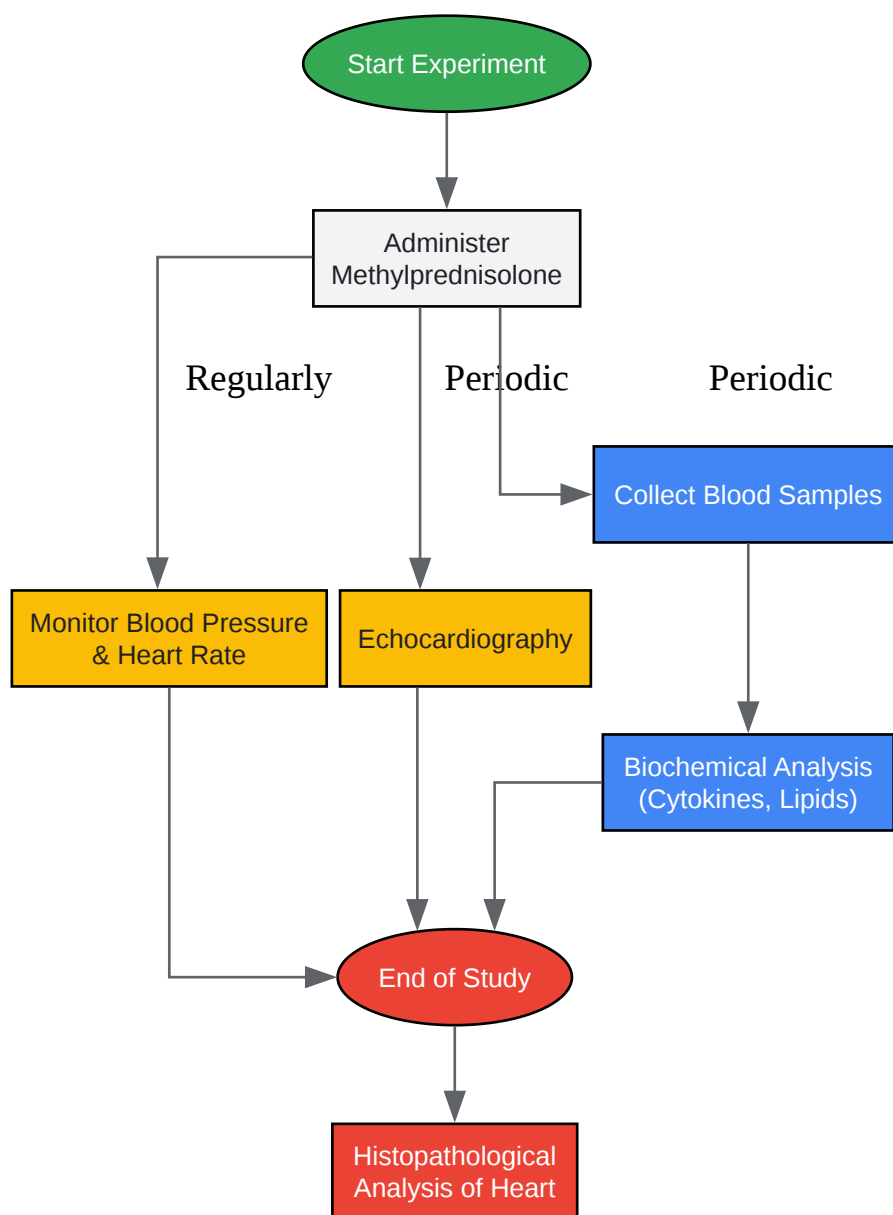 Start Experiment
Administer
Methylprednisolone
Regularly
Periodic
Periodic
Collect Blood Samples
Monitor Blood Pressure
& Heart Rate
Echocardiography
Biochemical Analysis
(Cytokines, Lipids)
End of Study
Histopathological
Analysis of Heart